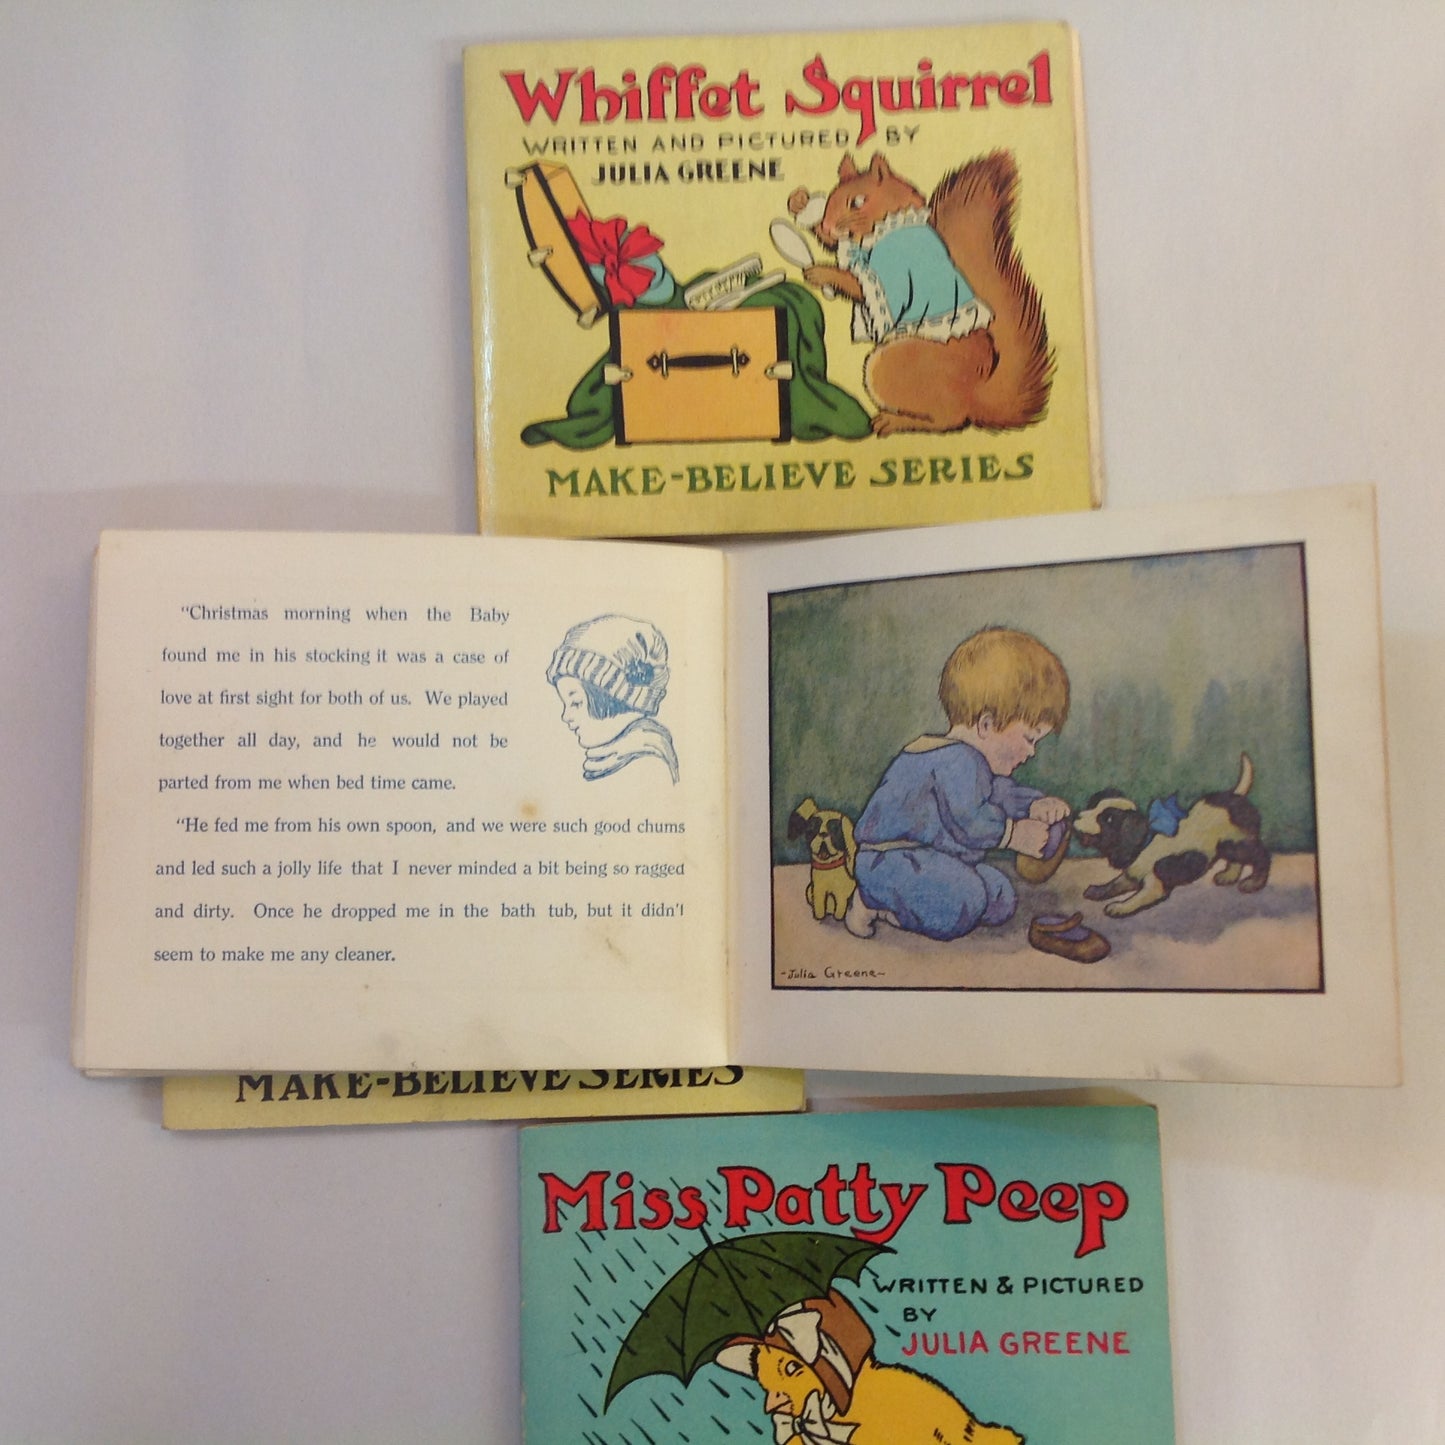 Whiffet Squirrel
WRITTEN AND PICTURED BY
JULIA GREENE
MAKE-BELIEVE SERIES
"Christmas morning when the Baby
found me in his stocking it was a case of
love at first sight for both of us. We played
together all day, and he would not be
parted from me when bed time came.
"He fed me from his own spoon, and we were such good chums
and led such a jolly life that I never minded a bit being so ragged
and dirty. Once he dropped me in the bath tub, but it didn't
seem to make me any cleaner.
-Julia Greene-
MAKE-BELIEVE SERIES
Miss Patty Peep
WRITTEN & PICTURED
BY
JULIA GREENE